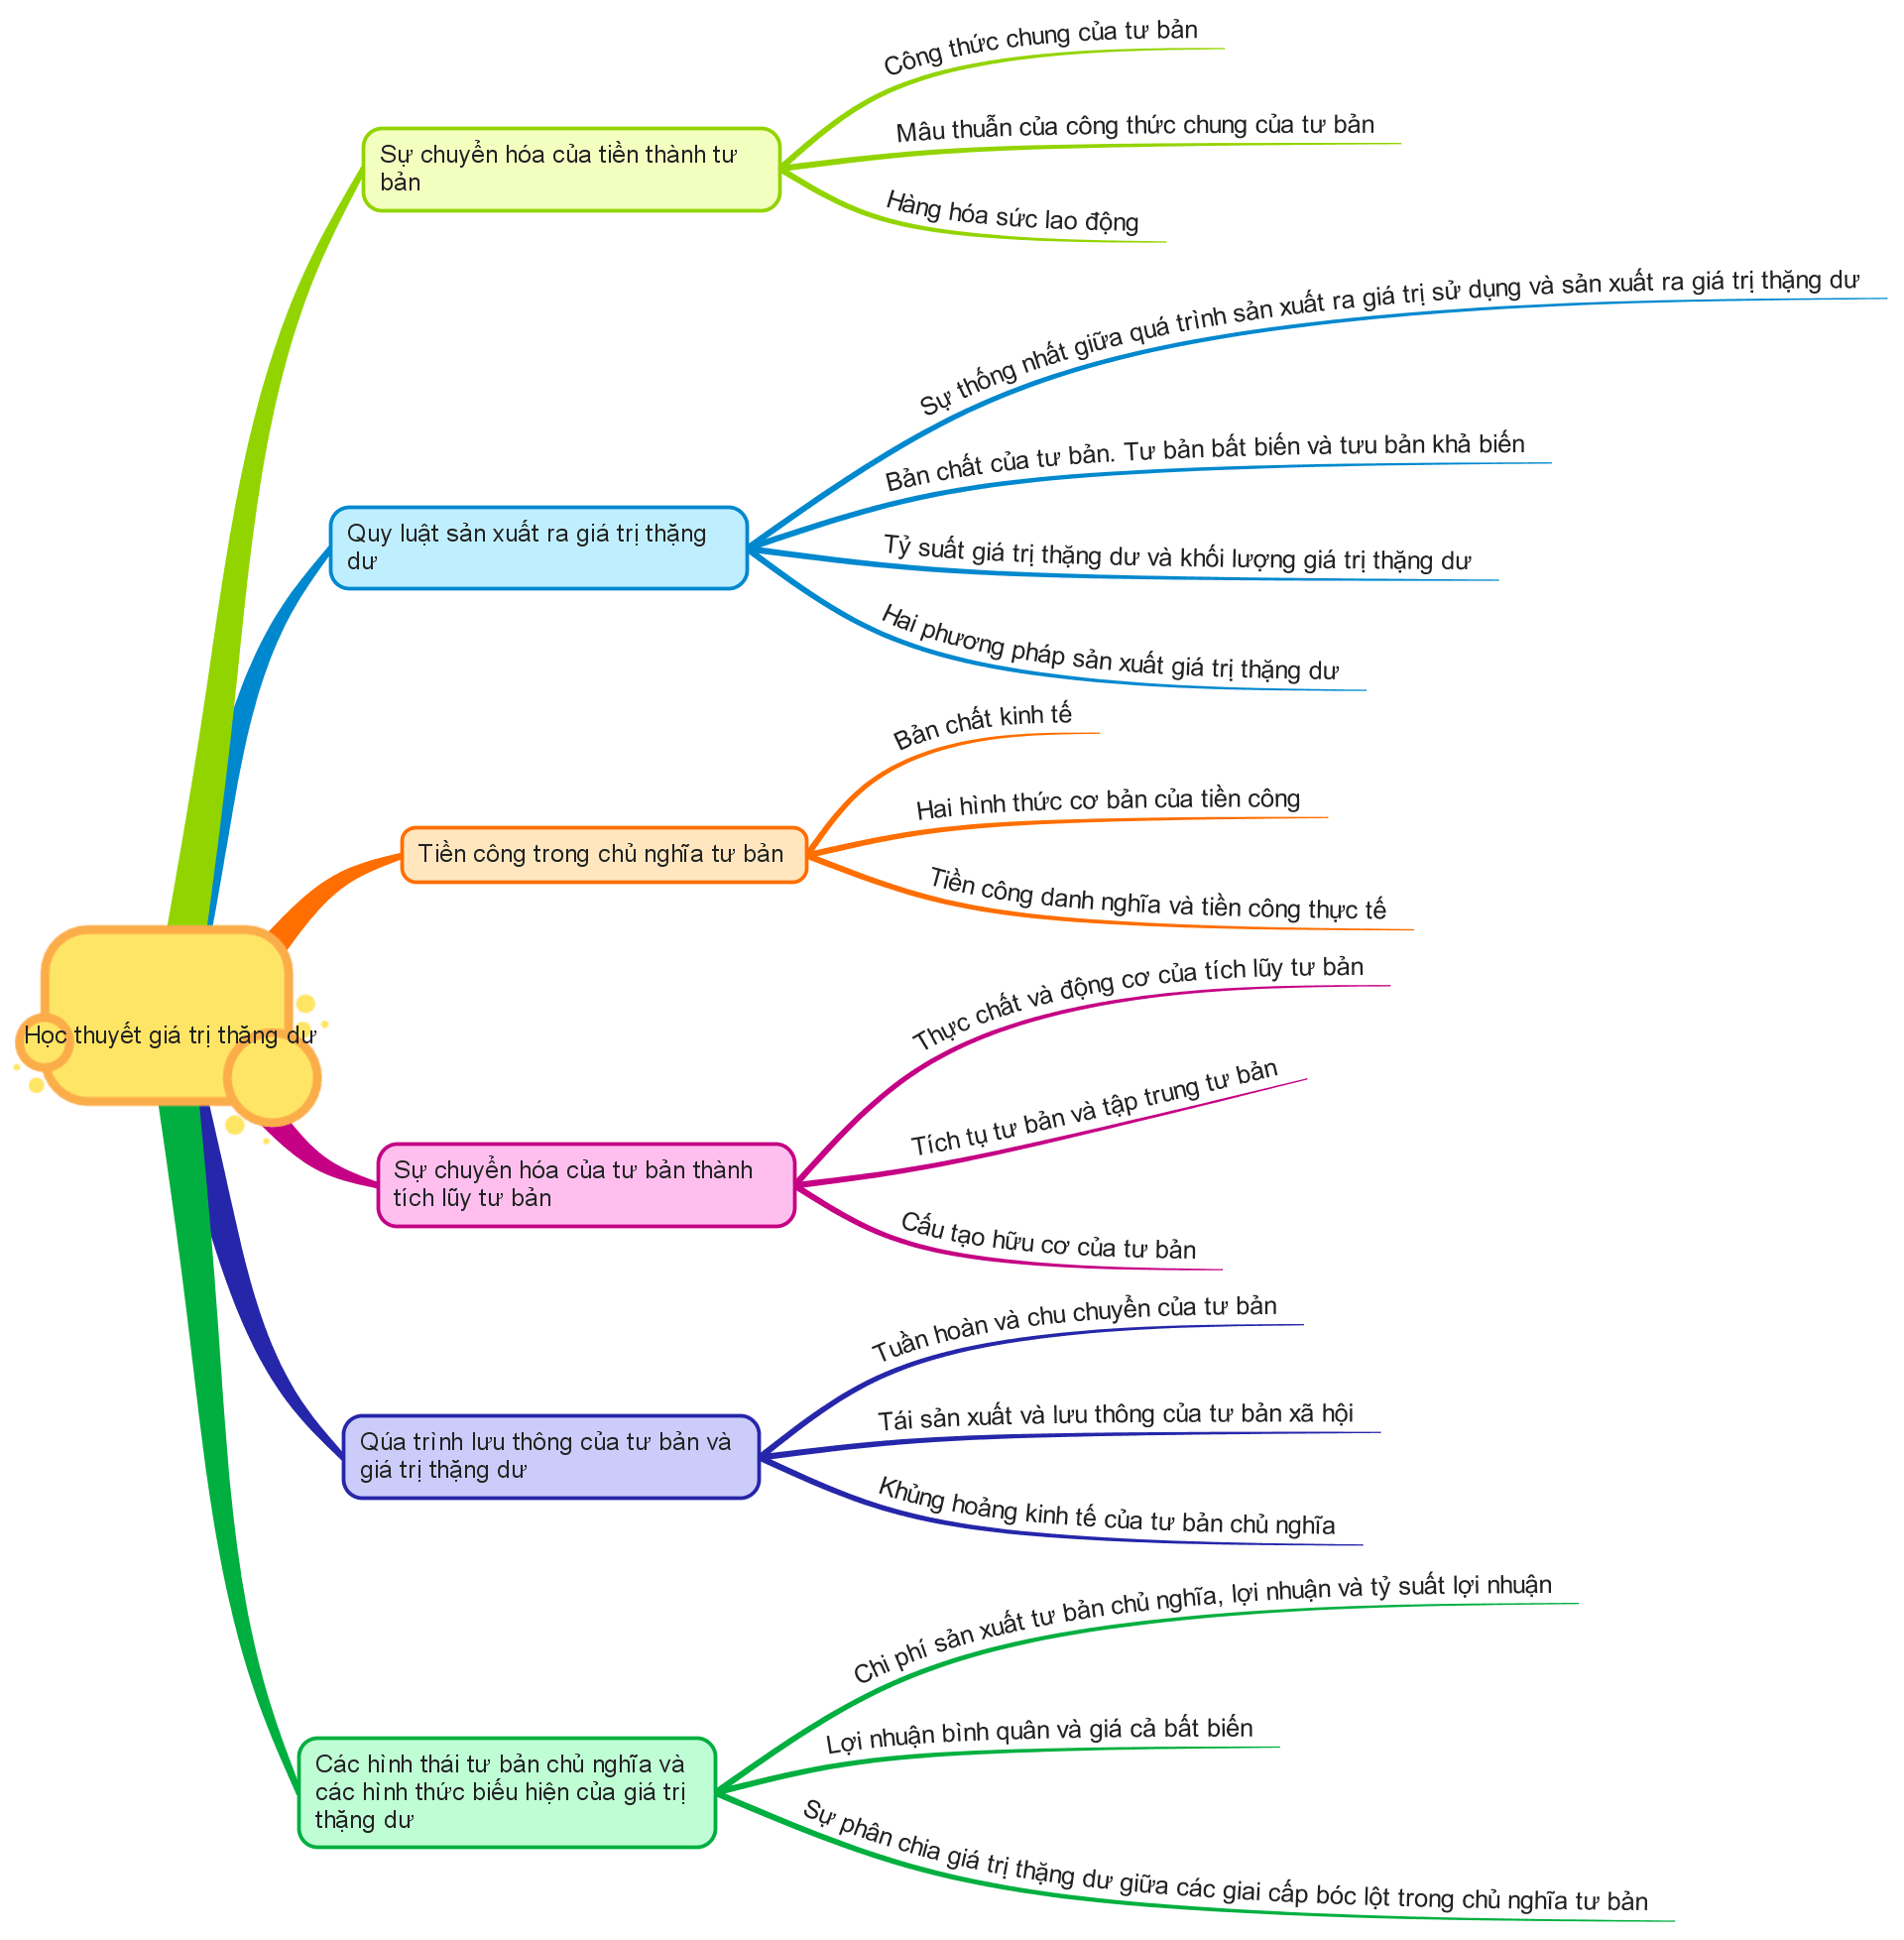 Công thức chung của tư bản
Mâu thuẫn của công thức chung của tư bản
Sự chuyển hóa của tiền thành tư
bản
Hàng hóa sức lao động
Sự thống nhất giữa quá trình sản xuất ra giá trị sử dụng và sản xuất ra giá trị thặng dư
Bản chất của tư bản. Tư bản bất biến và tưu bản khả biến
Quy luật sản xuất ra giá trị thặng
dư
Tỷ suất giá trị thặng dư và khối lượng giá trị thặng dư
Hai phương pháp sản xuất giá trị thặng dư
Bản chất kinh tế
Hai hình thức cơ bản của tiền công
Tiền công trong chủ nghĩa tư bản
Tiền công danh nghĩa và tiền công thực tế
Học thuyết giá trị thăng dư
Thực chất và động cơ của tích lũy tư bản
Tích tụ tư bản và tập trung tư bản
Sự chuyển hóa của tư bản thành
tích lũy tư bản
Cấu tạo hữu cơ của tư bản
Tuần hoàn và chu chuyển của tư bản
Tái sản xuất và lưu thông của tư bản xã hội
Qúa trình lưu thông của tư bản và
giá trị thặng dư
Khủng hoảng kinh tế của tư bản chủ nghĩa
Chi phí sản xuất tư bản chủ nghĩa, lợi nhuận và tỷ suất lợi nhuận
Lợi nhuận bình quân và giá cả bất biến
Các hình thái tư bản chủ nghĩa và
các hình thức biếu hiện của giá trị
thặng dư
Sự phân chia giá trị thặng dư giữa các giai cấp bóc lột trong chủ nghĩa tư bản